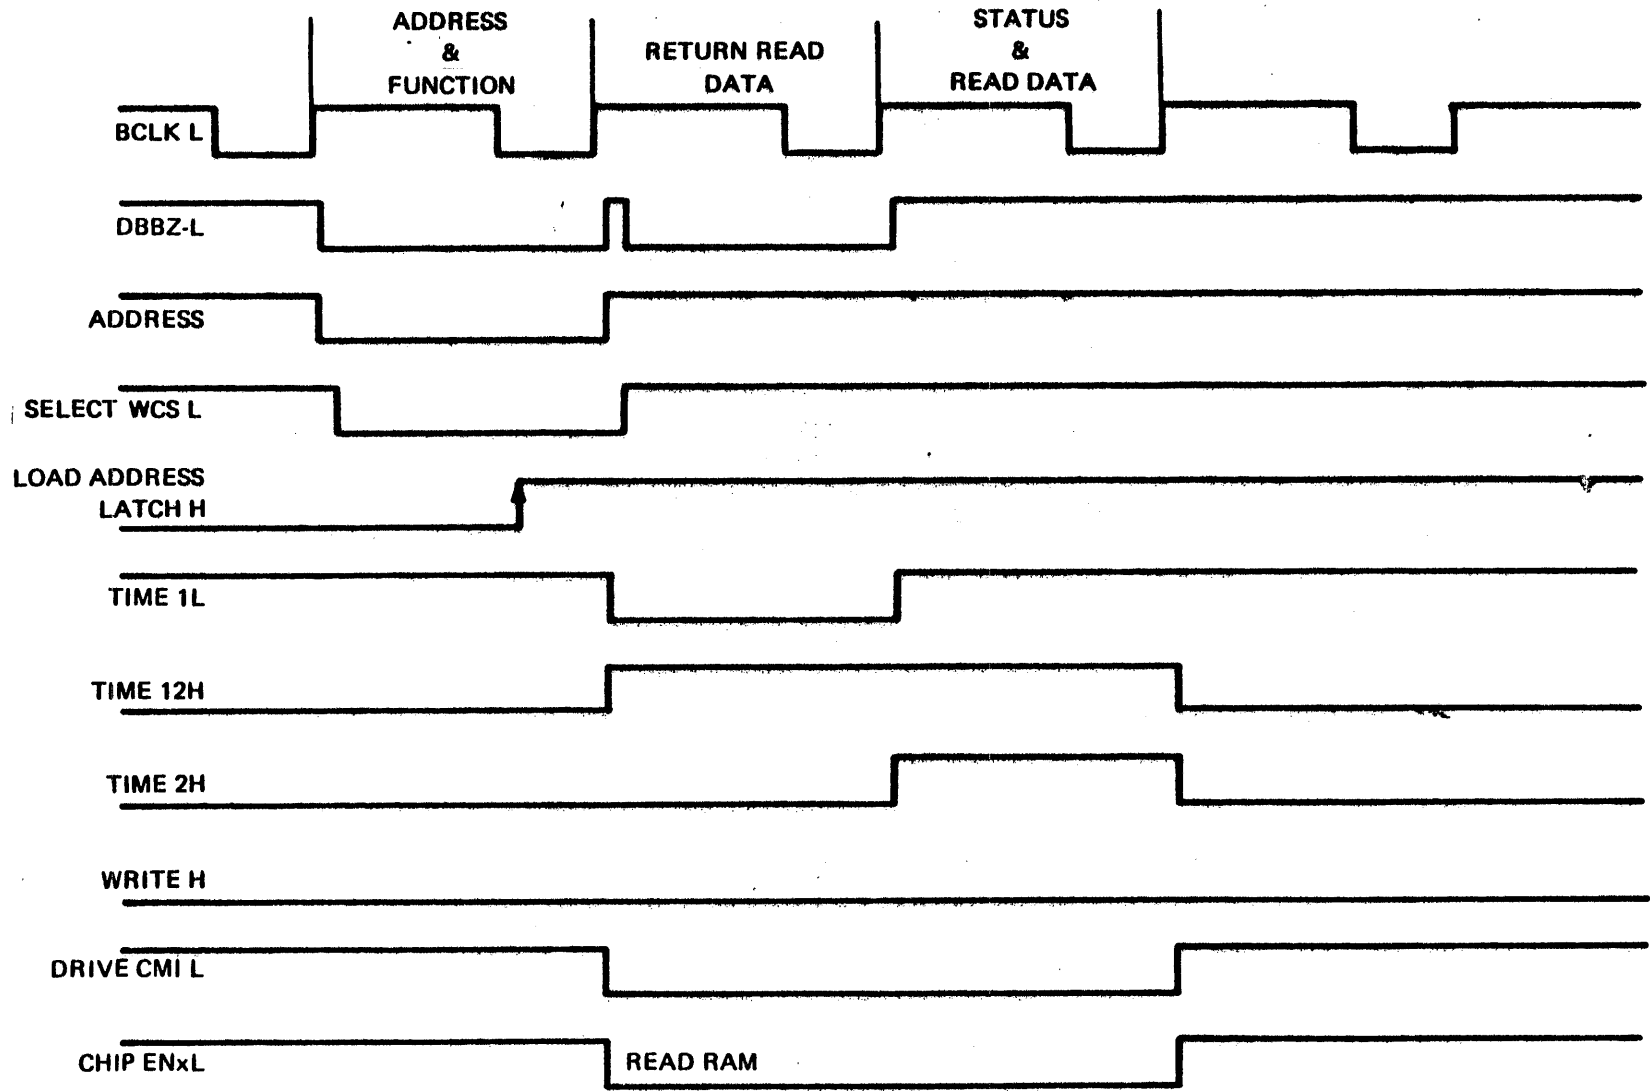 ADDRESS
&
FUNCTION
RETURN READ
DATA
STATUS
&
READ DATA
BCLK L
DBBZ-L
ADDRESS
SELECT WCS L
LOAD ADDRESS
LATCH H
TIME 1L
TIME 12H
TIME 2H
WRITE H
DRIVE CMI L
CHIP ENxL
READ RAM